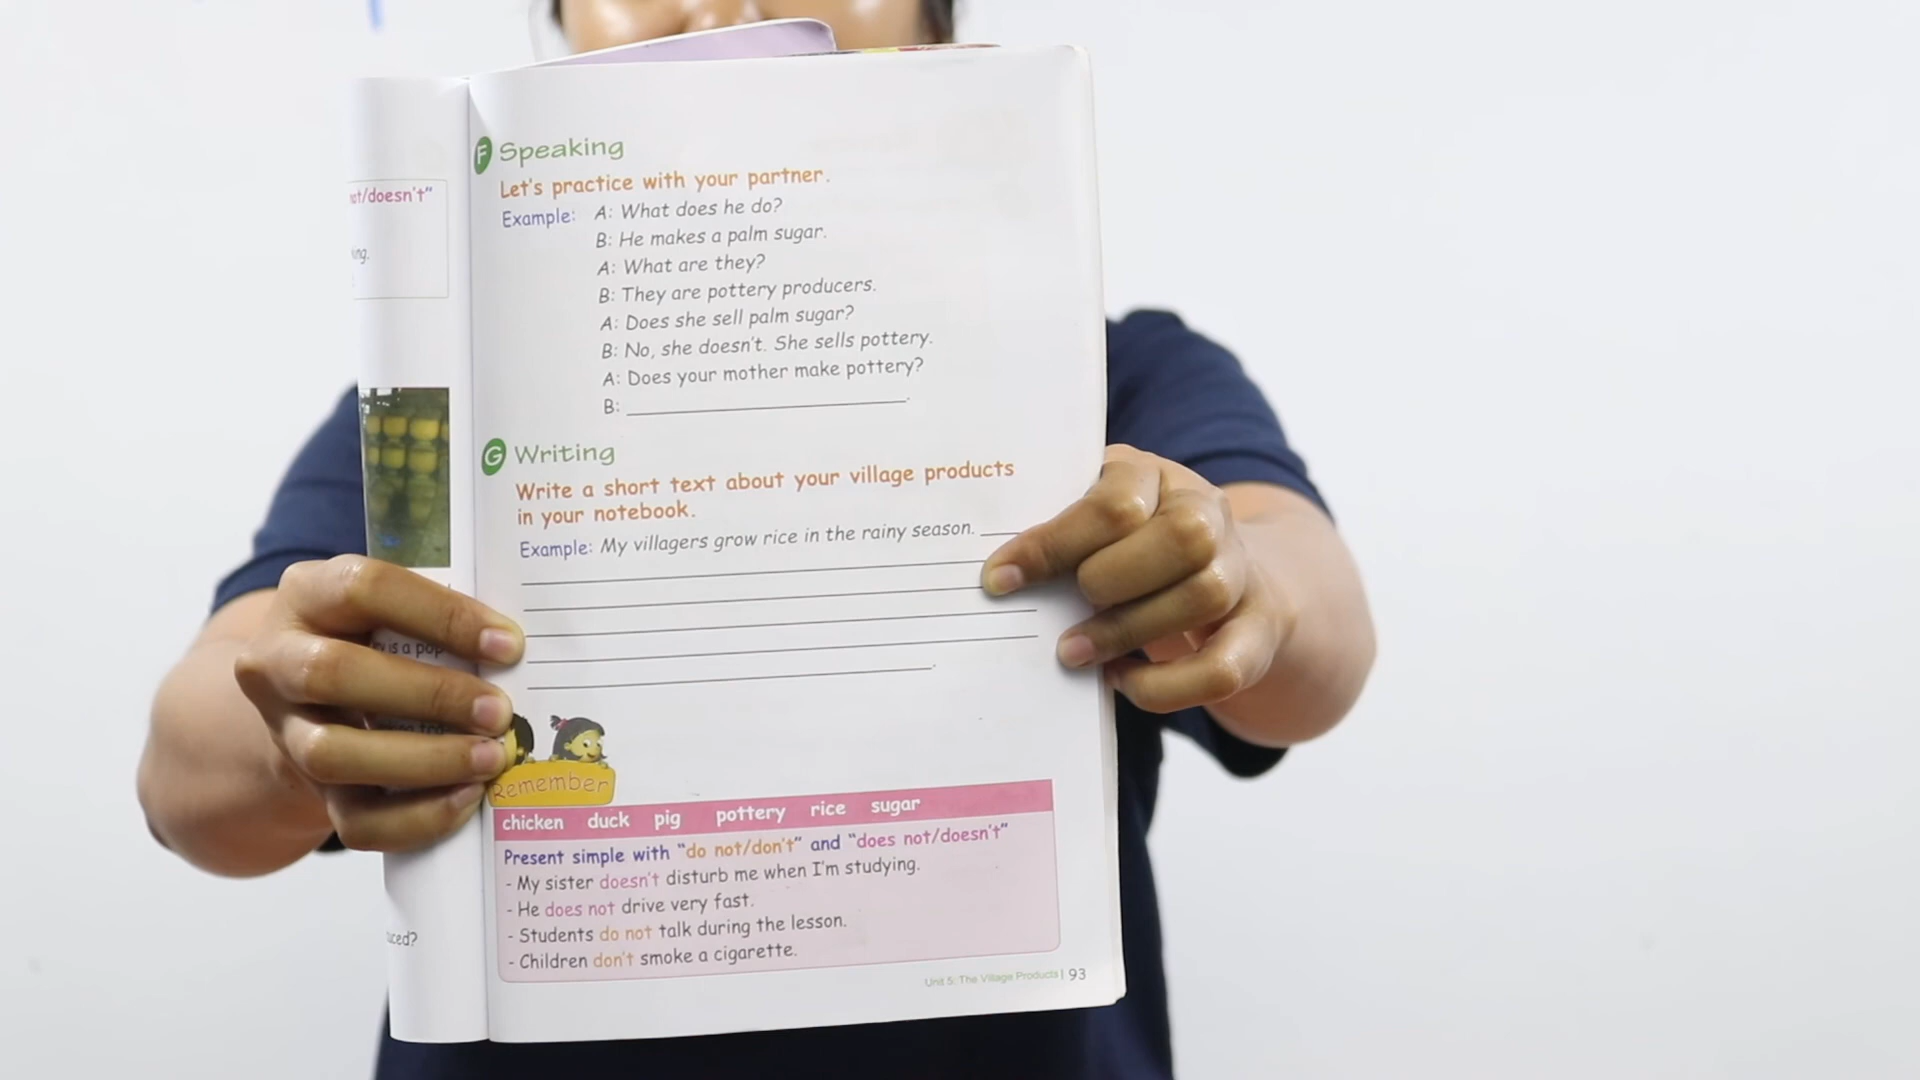 not/doesn't"
F Speaking
Let's practice with your partner.
Example: A: What does he do?
B: He makes a palm sugar.
A: What are they?
B: They are pottery producers.
A: Does she sell palm sugar?
B: No, she doesn't. She sells pottery.
A: Does your mother make pottery?
B:
G Writing
Write a short text about your village products
in your notebook.
Example: My villagers grow rice in the rainy season.
is a pop
Remember
chicken duck pig pottery rice sugar
Present simple with "do not/don't" and "does not/doesn't"
- My sister doesn't disturb me when I'm studying.
- He does not drive very fast.
- Students do not talk during the lesson.
- Children don't smoke a cigarette.
Unit 5: The Village Products | 93